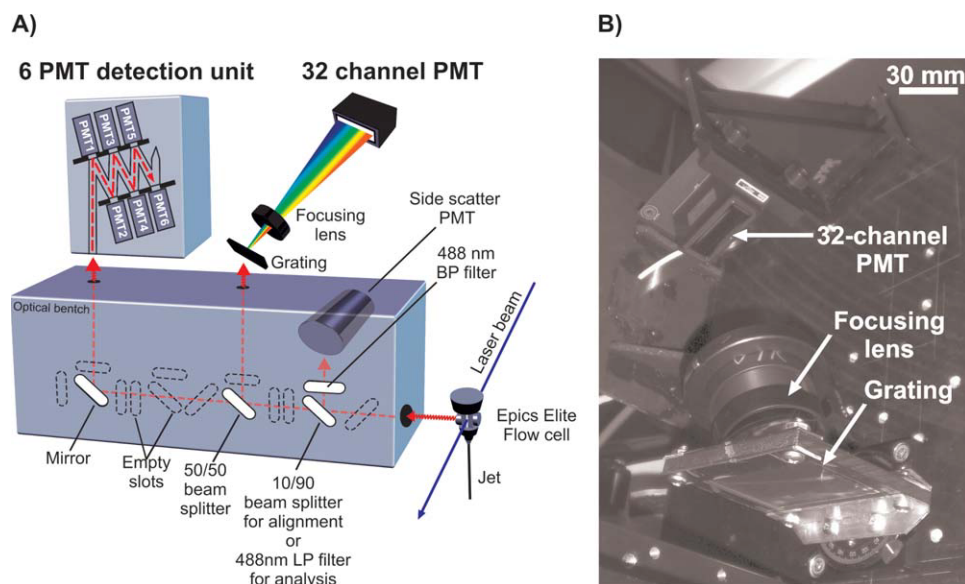 A)
6 PMT detection unit
32 channel PMT
PMT1
PMT3
PMT5
PMT2
PMT4
PMT6
Focusing
lens
Grating
Side scatter
PMT
488 nm
BP filter
Optical bentch
Laser beam
Epics Elite
Flow cell
Jet
Mirror
Empty
slots
50/50
beam
splitter
10/90
beam splitter
for alignment
or
488nm LP filter
for analysis
B)
30 mm
32-channel
PMT
Focusing
lens
Grating